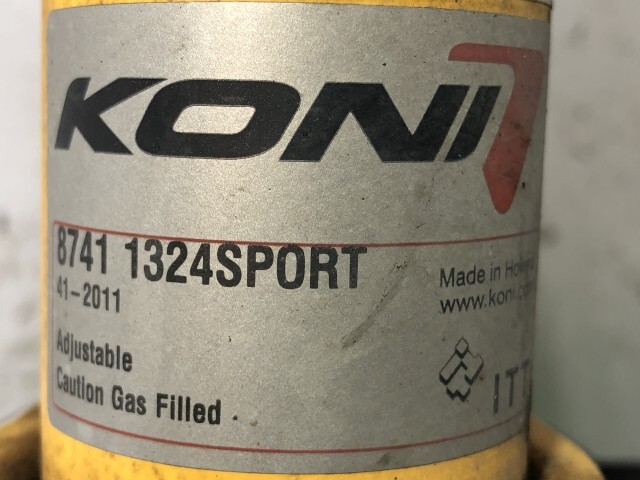 KONI
8741 1324SPORT
41-2011
Adjustable
Caution Gas Filled
Made in
www.koni
ITT